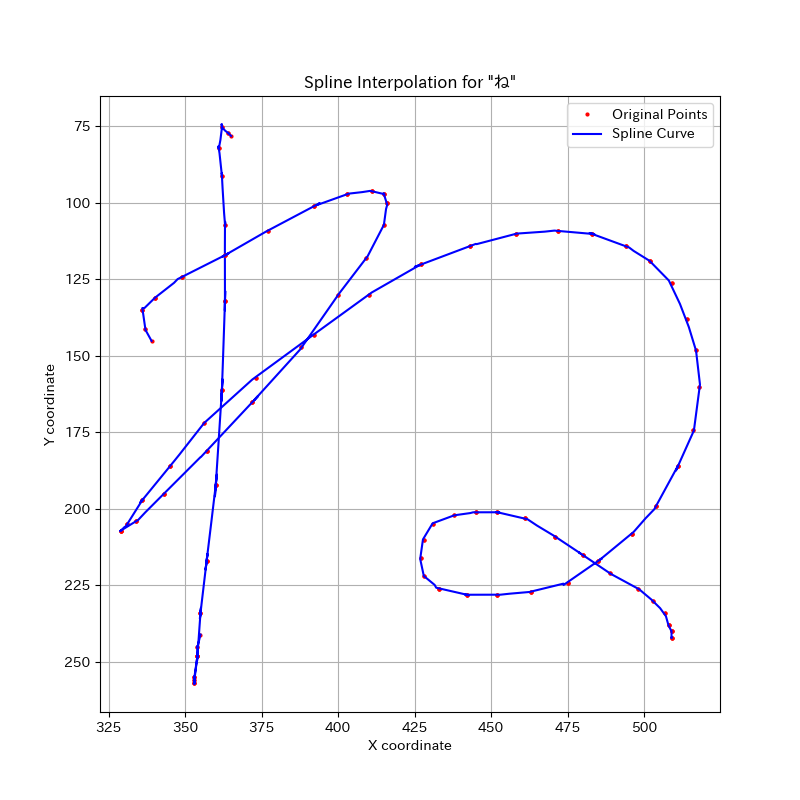 Spline Interpolation for "ね"
Original Points
Spline Curve
75
100
125
150
175
200
225
250
Y coordinate
325 350 375 400 425 450 475 500
X coordinate
ね